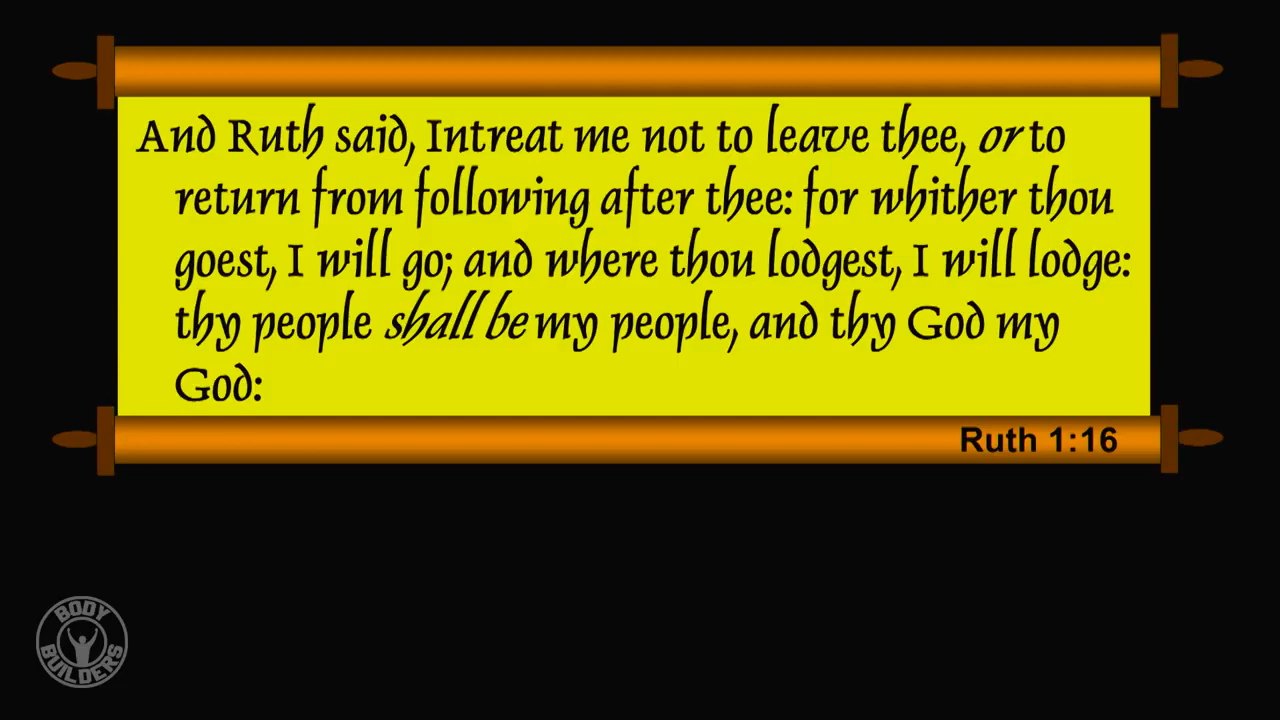 And Ruth said, Intreat me not to leave thee, or to
return from following after thee: for whither thou
goest, I will go; and where thou lodgest, I will lodge:
thy people shall be my people, and thy God my
God:
Ruth 1:16
BODY
BUILDERS